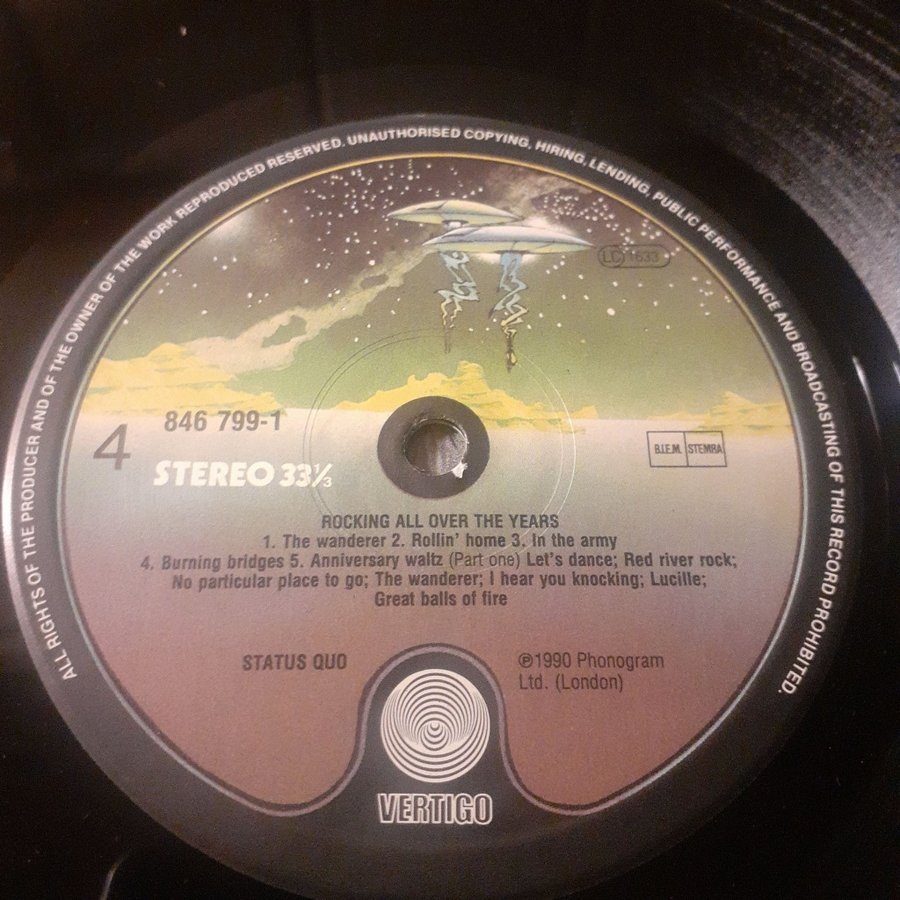 ALL RIGHTS OF THE PRODUCER AND OF THE OWNER OF THE WORK REPRODUCED RESERVED. UNAUTHORISED COPYING, HIRING, LENDING, PUBLIC PERFORMANCE AND BROADCASTING OF THIS RECORD PROHIBITED.
LC 1633
846 799-1
4
B.I.E.M. STEMRA
STEREO 33⅓
ROCKING ALL OVER THE YEARS
1. The wanderer 2. Rollin' home 3. In the army
4. Burning bridges 5. Anniversary waltz (Part one) Let's dance; Red river rock;
No particular place to go; The wanderer; I hear you knocking; Lucille;
Great balls of fire
STATUS QUO
℗1990 Phonogram
Ltd. (London)
VERTIGO